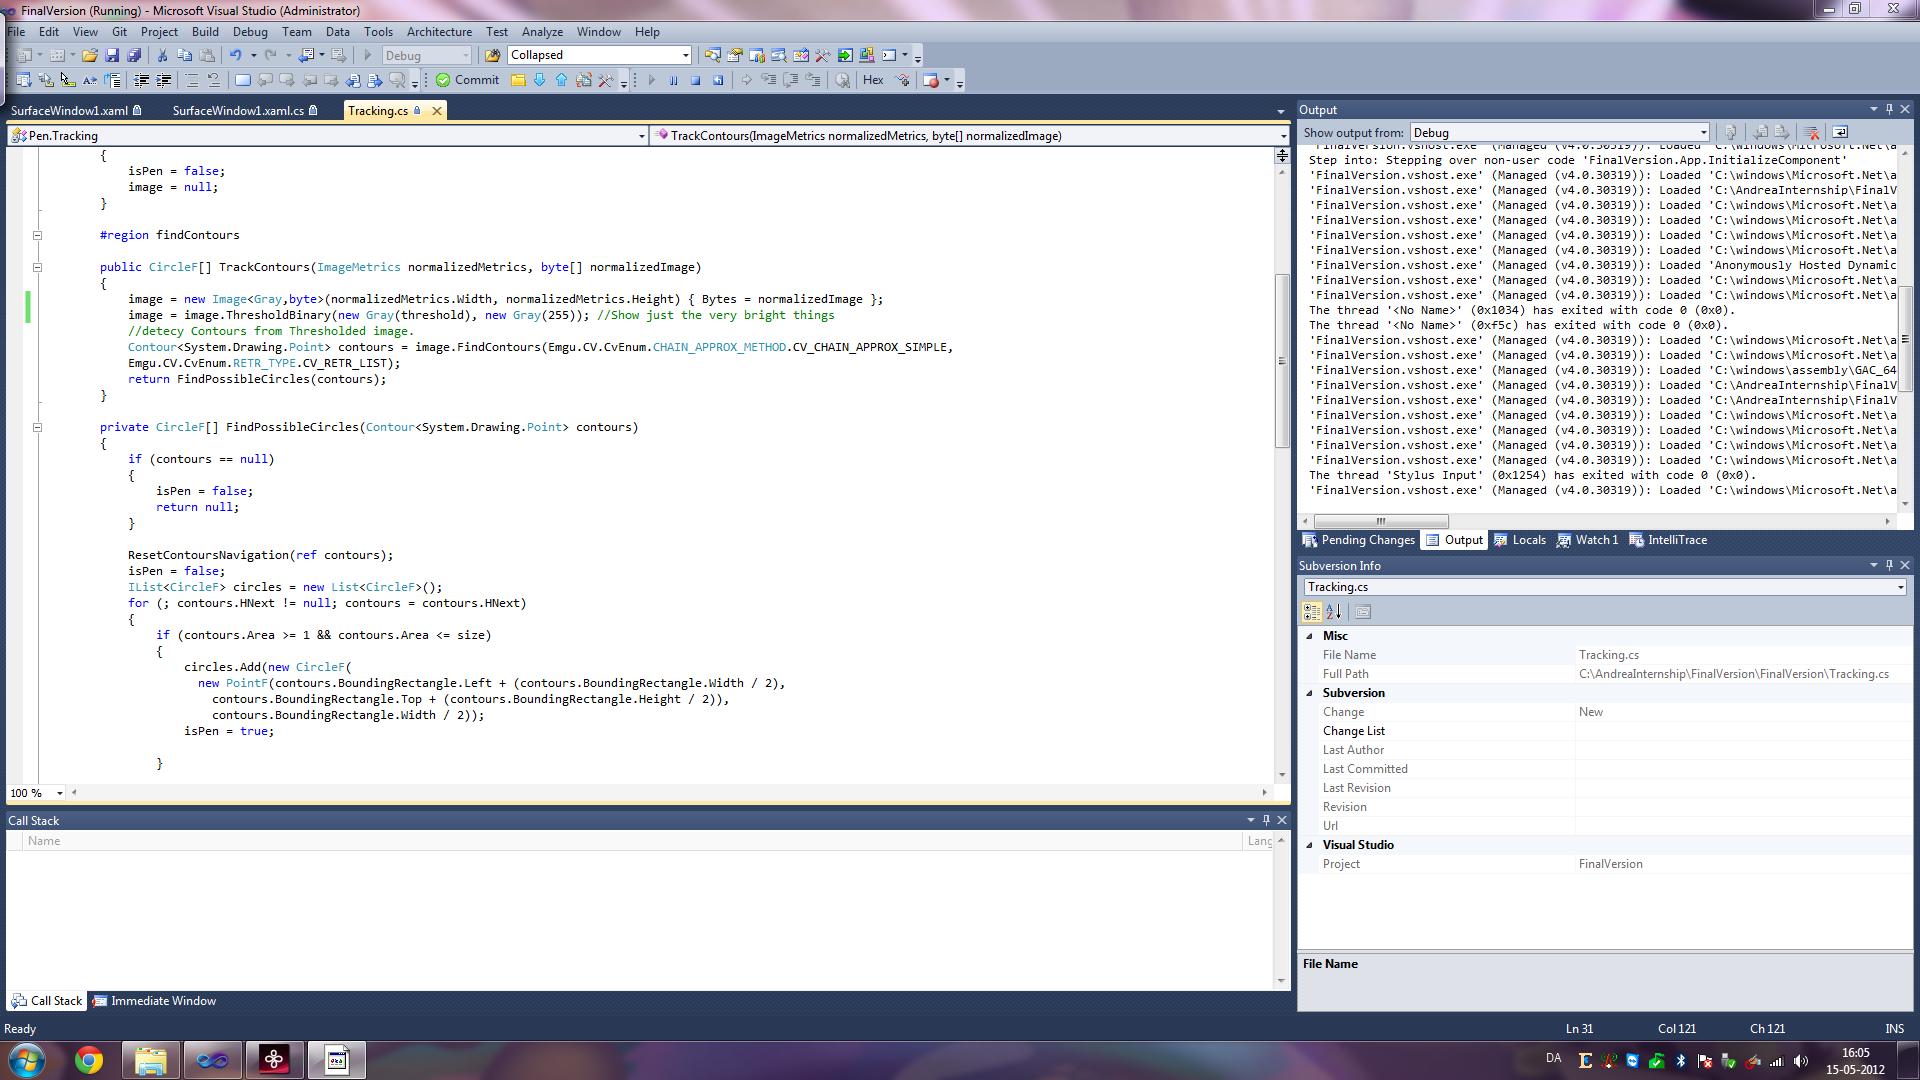 FinalVersion (Running) - Microsoft Visual Studio (Administrator)
File Edit View Git Project Build Debug Team Data Tools Architecture Test Analyze Window Help
Debug Collapsed
Commit Hex
SurfaceWindow1.xaml SurfaceWindow1.xaml.cs Tracking.cs
Pen.Tracking TrackContours(ImageMetrics normalizedMetrics, byte[] normalizedImage)
{
isPen = false;
image = null;
}
#region findContours
public CircleF[] TrackContours(ImageMetrics normalizedMetrics, byte[] normalizedImage)
{
image = new Image<Gray,byte>(normalizedMetrics.Width, normalizedMetrics.Height) { Bytes = normalizedImage };
image = image.ThresholdBinary(new Gray(threshold), new Gray(255)); //Show just the very bright things
//detecy Contours from Thresholded image.
Contour<System.Drawing.Point> contours = image.FindContours(Emgu.CV.CvEnum.CHAIN_APPROX_METHOD.CV_CHAIN_APPROX_SIMPLE,
Emgu.CV.CvEnum.RETR_TYPE.CV_RETR_LIST);
return FindPossibleCircles(contours);
}
private CircleF[] FindPossibleCircles(Contour<System.Drawing.Point> contours)
{
if (contours == null)
{
isPen = false;
return null;
}
ResetContoursNavigation(ref contours);
isPen = false;
IList<CircleF> circles = new List<CircleF>();
for (; contours.HNext != null; contours = contours.HNext)
{
if (contours.Area >= 1 && contours.Area <= size)
{
circles.Add(new CircleF(
new PointF(contours.BoundingRectangle.Left + (contours.BoundingRectangle.Width / 2),
contours.BoundingRectangle.Top + (contours.BoundingRectangle.Height / 2)),
contours.BoundingRectangle.Width / 2));
isPen = true;
}
100 %
Call Stack
Name Lang
Call Stack Immediate Window
Output
Show output from: Debug
'FinalVersion.vshost.exe' (Managed (v4.0.30319)): Loaded 'C:\windows\Microsoft.Net\a
Step into: Stepping over non-user code 'FinalVersion.App.InitializeComponent'
'FinalVersion.vshost.exe' (Managed (v4.0.30319)): Loaded 'C:\windows\Microsoft.Net\a
'FinalVersion.vshost.exe' (Managed (v4.0.30319)): Loaded 'C:\AndreaInternship\FinalV
'FinalVersion.vshost.exe' (Managed (v4.0.30319)): Loaded 'C:\windows\Microsoft.Net\a
'FinalVersion.vshost.exe' (Managed (v4.0.30319)): Loaded 'C:\windows\Microsoft.Net\a
'FinalVersion.vshost.exe' (Managed (v4.0.30319)): Loaded 'C:\windows\Microsoft.Net\a
'FinalVersion.vshost.exe' (Managed (v4.0.30319)): Loaded 'C:\windows\Microsoft.Net\a
'FinalVersion.vshost.exe' (Managed (v4.0.30319)): Loaded 'Anonymously Hosted Dynamic
'FinalVersion.vshost.exe' (Managed (v4.0.30319)): Loaded 'C:\windows\Microsoft.Net\a
'FinalVersion.vshost.exe' (Managed (v4.0.30319)): Loaded 'C:\windows\Microsoft.Net\a
The thread '<No Name>' (0x1034) has exited with code 0 (0x0).
The thread '<No Name>' (0xf5c) has exited with code 0 (0x0).
'FinalVersion.vshost.exe' (Managed (v4.0.30319)): Loaded 'C:\windows\Microsoft.Net\a
'FinalVersion.vshost.exe' (Managed (v4.0.30319)): Loaded 'C:\windows\Microsoft.Net\a
'FinalVersion.vshost.exe' (Managed (v4.0.30319)): Loaded 'C:\windows\assembly\GAC_64
'FinalVersion.vshost.exe' (Managed (v4.0.30319)): Loaded 'C:\AndreaInternship\FinalV
'FinalVersion.vshost.exe' (Managed (v4.0.30319)): Loaded 'C:\AndreaInternship\FinalV
'FinalVersion.vshost.exe' (Managed (v4.0.30319)): Loaded 'C:\windows\Microsoft.Net\a
'FinalVersion.vshost.exe' (Managed (v4.0.30319)): Loaded 'C:\windows\Microsoft.Net\a
'FinalVersion.vshost.exe' (Managed (v4.0.30319)): Loaded 'C:\windows\Microsoft.Net\a
'FinalVersion.vshost.exe' (Managed (v4.0.30319)): Loaded 'C:\windows\Microsoft.Net\a
The thread 'Stylus Input' (0x1254) has exited with code 0 (0x0).
'FinalVersion.vshost.exe' (Managed (v4.0.30319)): Loaded 'C:\windows\Microsoft.Net\a
Pending Changes Output Locals Watch 1 IntelliTrace
Subversion Info
Tracking.cs
Misc
File Name Tracking.cs
Full Path C:\AndreaInternship\FinalVersion\FinalVersion\Tracking.cs
Subversion
Change New
Change List
Last Author
Last Committed
Last Revision
Revision
Url
Visual Studio
Project FinalVersion
File Name
Ready Ln 31 Col 121 Ch 121 INS
DA 16:05
15-05-2012